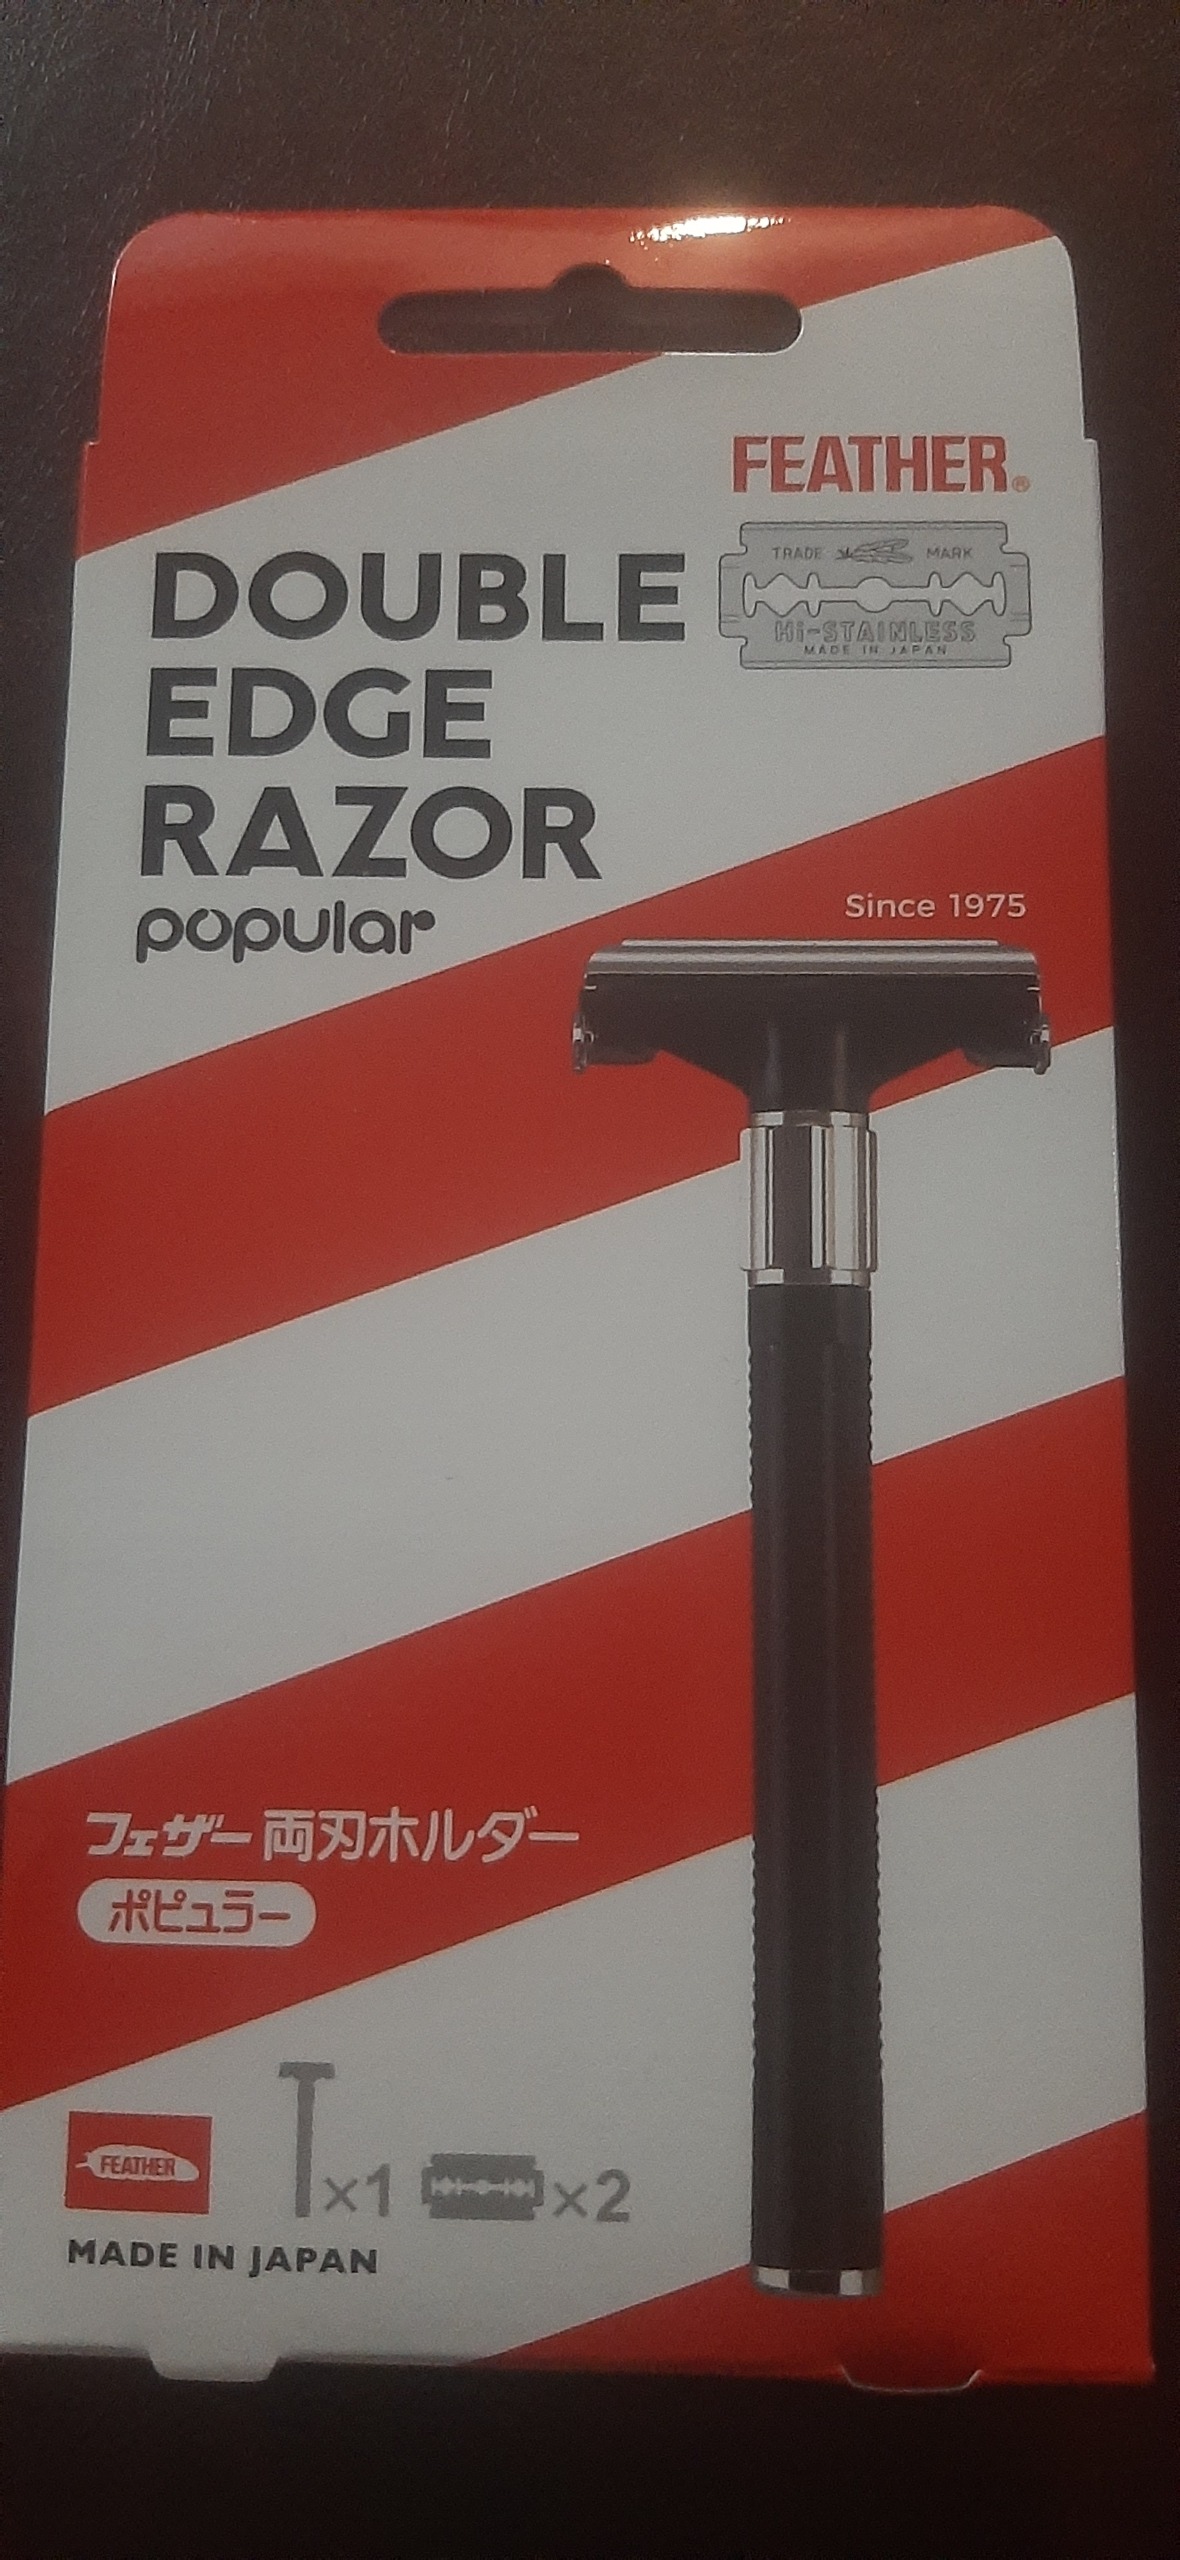 FEATHER®
TRADE MARK
Hi-STAINLESS
MADE IN JAPAN
DOUBLE
EDGE
RAZOR
popular
Since 1975
フェザー 両刃ホルダー
ポピュラー
FEATHER
×1 ×2
MADE IN JAPAN